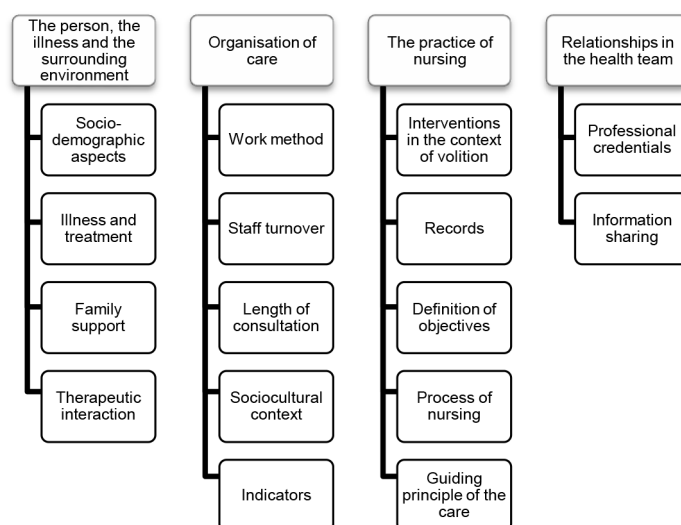 The person, the
illness and the
surrounding
environment
Socio-
demographic
aspects
Illness and
treatment
Family
support
Therapeutic
interaction
Organisation of
care
Work method
Staff turnover
Length of
consultation
Sociocultural
context
Indicators
The practice of
nursing
Interventions
in the context
of volition
Records
Definition of
objectives
Process of
nursing
Guiding
principle of the
care
Relationships in
the health team
Professional
credentials
Information
sharing